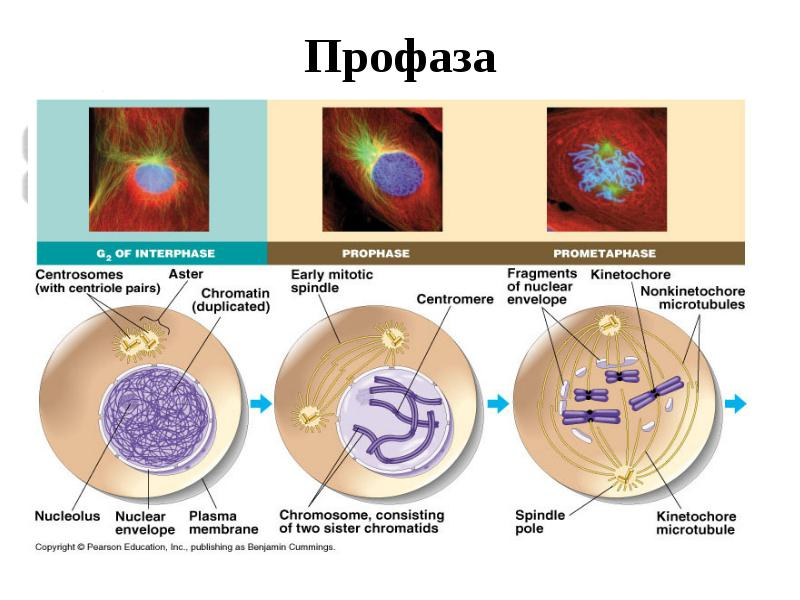 Профаза
G2 OF INTERPHASE
PROPHASE
PROMETAPHASE
Centrosomes
(with centriole pairs)
Aster
Chromatin
(duplicated)
Early mitotic
spindle
Centromere
Fragments
of nuclear
envelope
Kinetochore
Nonkinetochore
microtubules
Nucleolus
Nuclear
envelope
Plasma
membrane
Chromosome, consisting
of two sister chromatids
Spindle
pole
Kinetochore
microtubule
Copyright © Pearson Education, Inc., publishing as Benjamin Cummings.